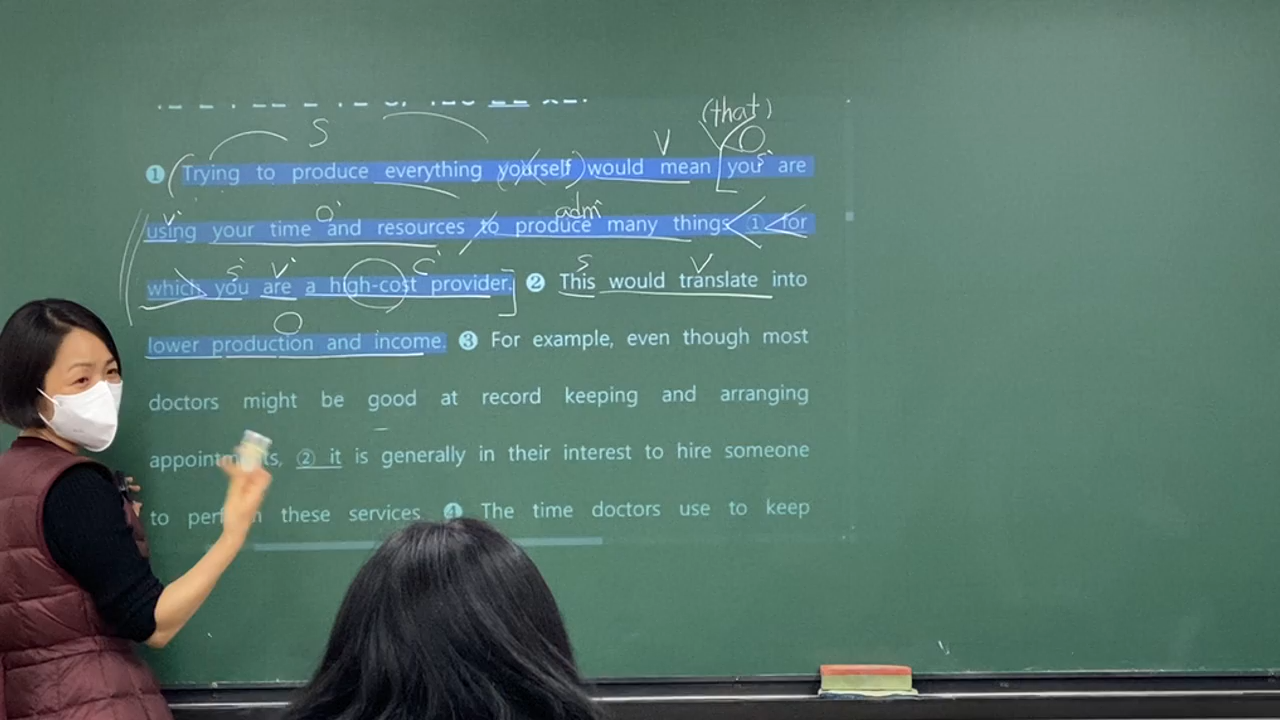 (that)
S V O
❶ (Trying to produce everything yourself) would mean [you are
S` V` O` adm`
using your time and resources to produce many things ① for
S` V` C` S V
which you are a high-cost provider.] ❷ This would translate into
O
lower production and income. ❸ For example, even though most
doctors might be good at record keeping and arranging
② it is generally in their interest to hire someone
to these services ❹ The time doctors use to keep